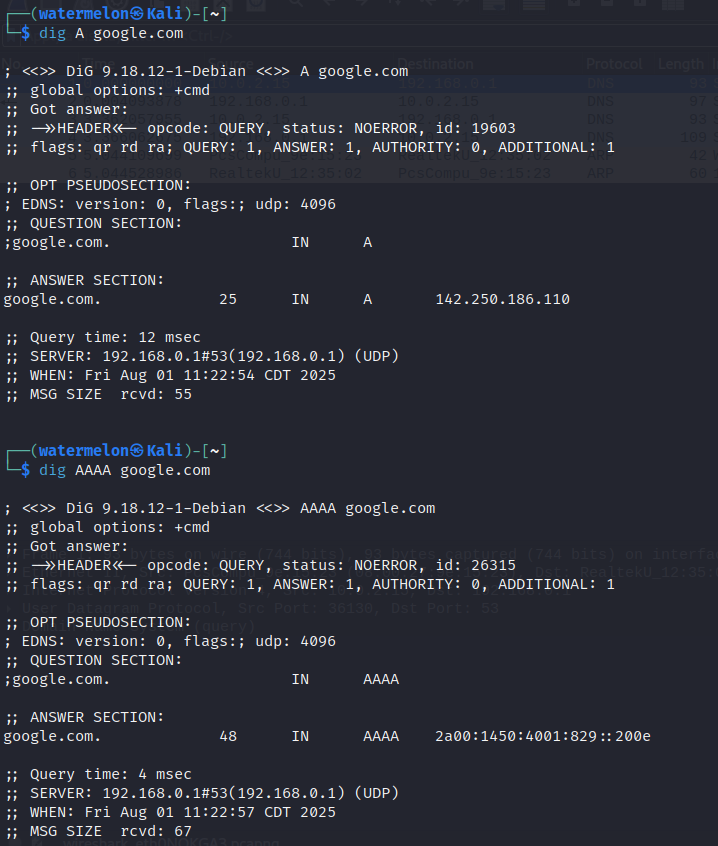 ┌──(watermelon㉿Kali)-[~]
└─$ dig A google.com

; <<>> DiG 9.18.12-1-Debian <<>> A google.com
;; global options: +cmd
;; Got answer:
;; ->>HEADER<<- opcode: QUERY, status: NOERROR, id: 19603
;; flags: qr rd ra; QUERY: 1, ANSWER: 1, AUTHORITY: 0, ADDITIONAL: 1

;; OPT PSEUDOSECTION:
; EDNS: version: 0, flags:; udp: 4096
;; QUESTION SECTION:
;google.com. IN A

;; ANSWER SECTION:
google.com. 25 IN A 142.250.186.110

;; Query time: 12 msec
;; SERVER: 192.168.0.1#53(192.168.0.1) (UDP)
;; WHEN: Fri Aug 01 11:22:54 CDT 2025
;; MSG SIZE rcvd: 55

┌──(watermelon㉿Kali)-[~]
└─$ dig AAAA google.com

; <<>> DiG 9.18.12-1-Debian <<>> AAAA google.com
;; global options: +cmd
;; Got answer:
;; ->>HEADER<<- opcode: QUERY, status: NOERROR, id: 26315
;; flags: qr rd ra; QUERY: 1, ANSWER: 1, AUTHORITY: 0, ADDITIONAL: 1

;; OPT PSEUDOSECTION:
; EDNS: version: 0, flags:; udp: 4096
;; QUESTION SECTION:
;google.com. IN AAAA

;; ANSWER SECTION:
google.com. 48 IN AAAA 2a00:1450:4001:829::200e

;; Query time: 4 msec
;; SERVER: 192.168.0.1#53(192.168.0.1) (UDP)
;; WHEN: Fri Aug 01 11:22:57 CDT 2025
;; MSG SIZE rcvd: 67